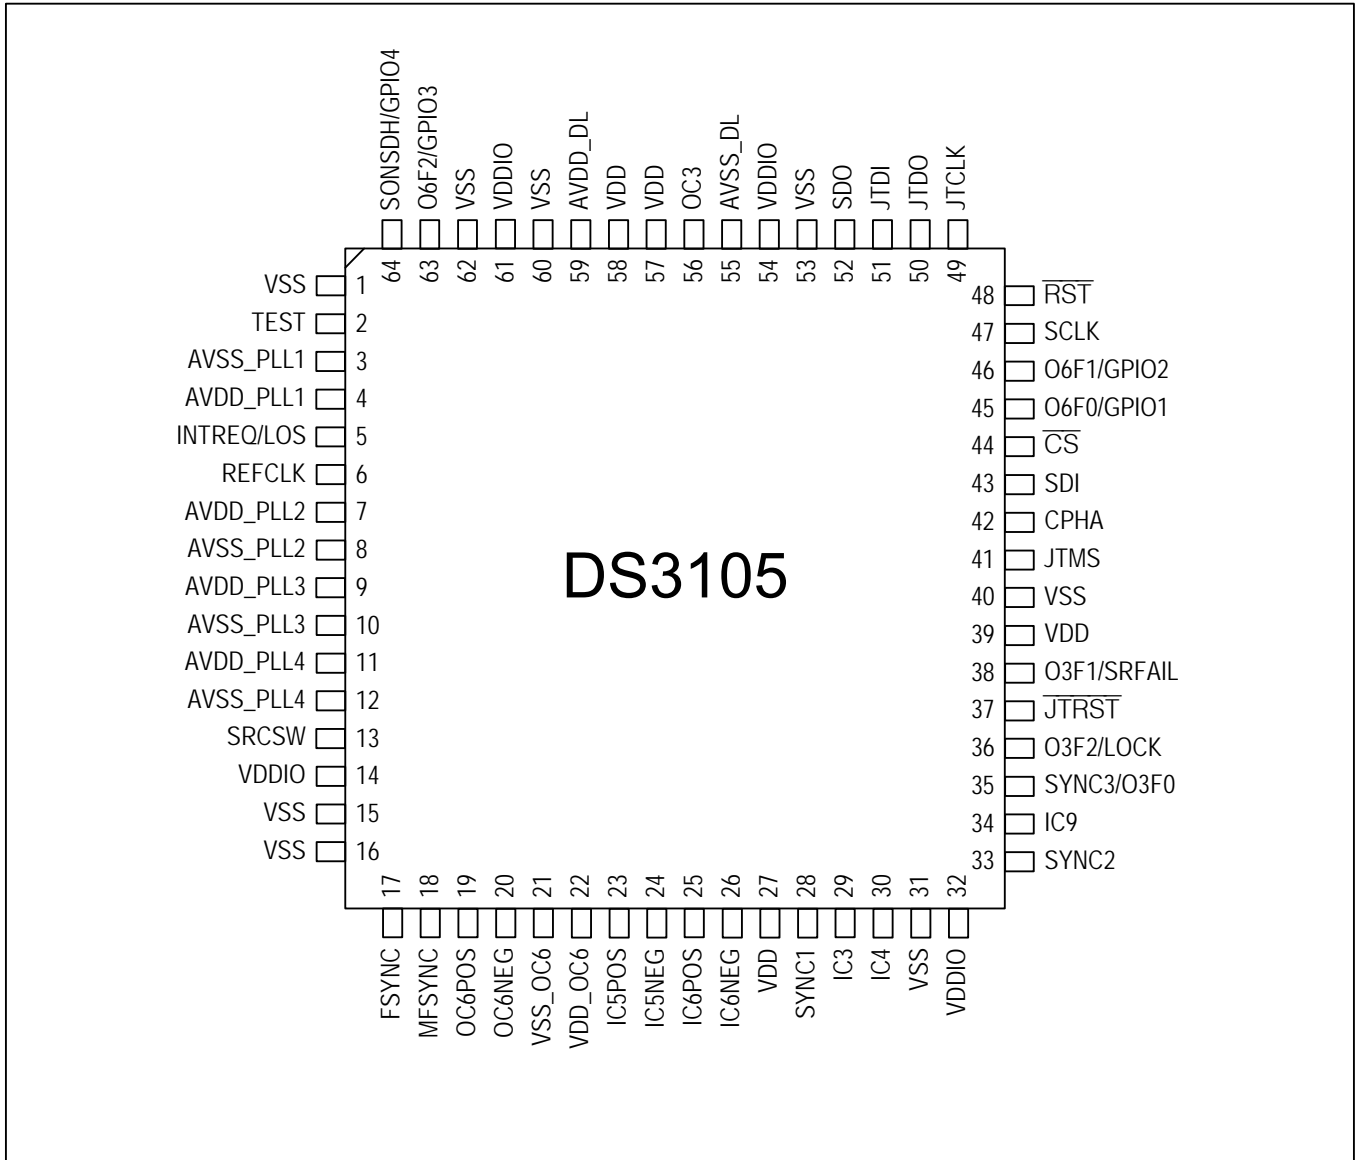 SONSDH/GPIO4
O6F2/GPIO3
VSS
VDDIO
VSS
AVDD_DL
VDD
VDD
OC3
AVSS_DL
VDDIO
VSS
SDO
JTDI
JTDO
JTCLK
64 63 62 61 60 59 58 57 56 55 54 53 52 51 50 49
VSS 1
TEST 2
AVSS_PLL1 3
AVDD_PLL1 4
INTREQ/LOS 5
REFCLK 6
AVDD_PLL2 7
AVSS_PLL2 8
AVDD_PLL3 9
AVSS_PLL3 10
AVDD_PLL4 11
AVSS_PLL4 12
SRCSW 13
VDDIO 14
VSS 15
VSS 16
DS3105
48 RST
47 SCLK
46 O6F1/GPIO2
45 O6F0/GPIO1
44 CS
43 SDI
42 CPHA
41 JTMS
40 VSS
39 VDD
38 O3F1/SRFAIL
37 JTRST
36 O3F2/LOCK
35 SYNC3/O3F0
34 IC9
33 SYNC2
17 18 19 20 21 22 23 24 25 26 27 28 29 30 31 32
FSYNC
MFSYNC
OC6POS
OC6NEG
VSS_OC6
VDD_OC6
IC5POS
IC5NEG
IC6POS
IC6NEG
VDD
SYNC1
IC3
IC4
VSS
VDDIO